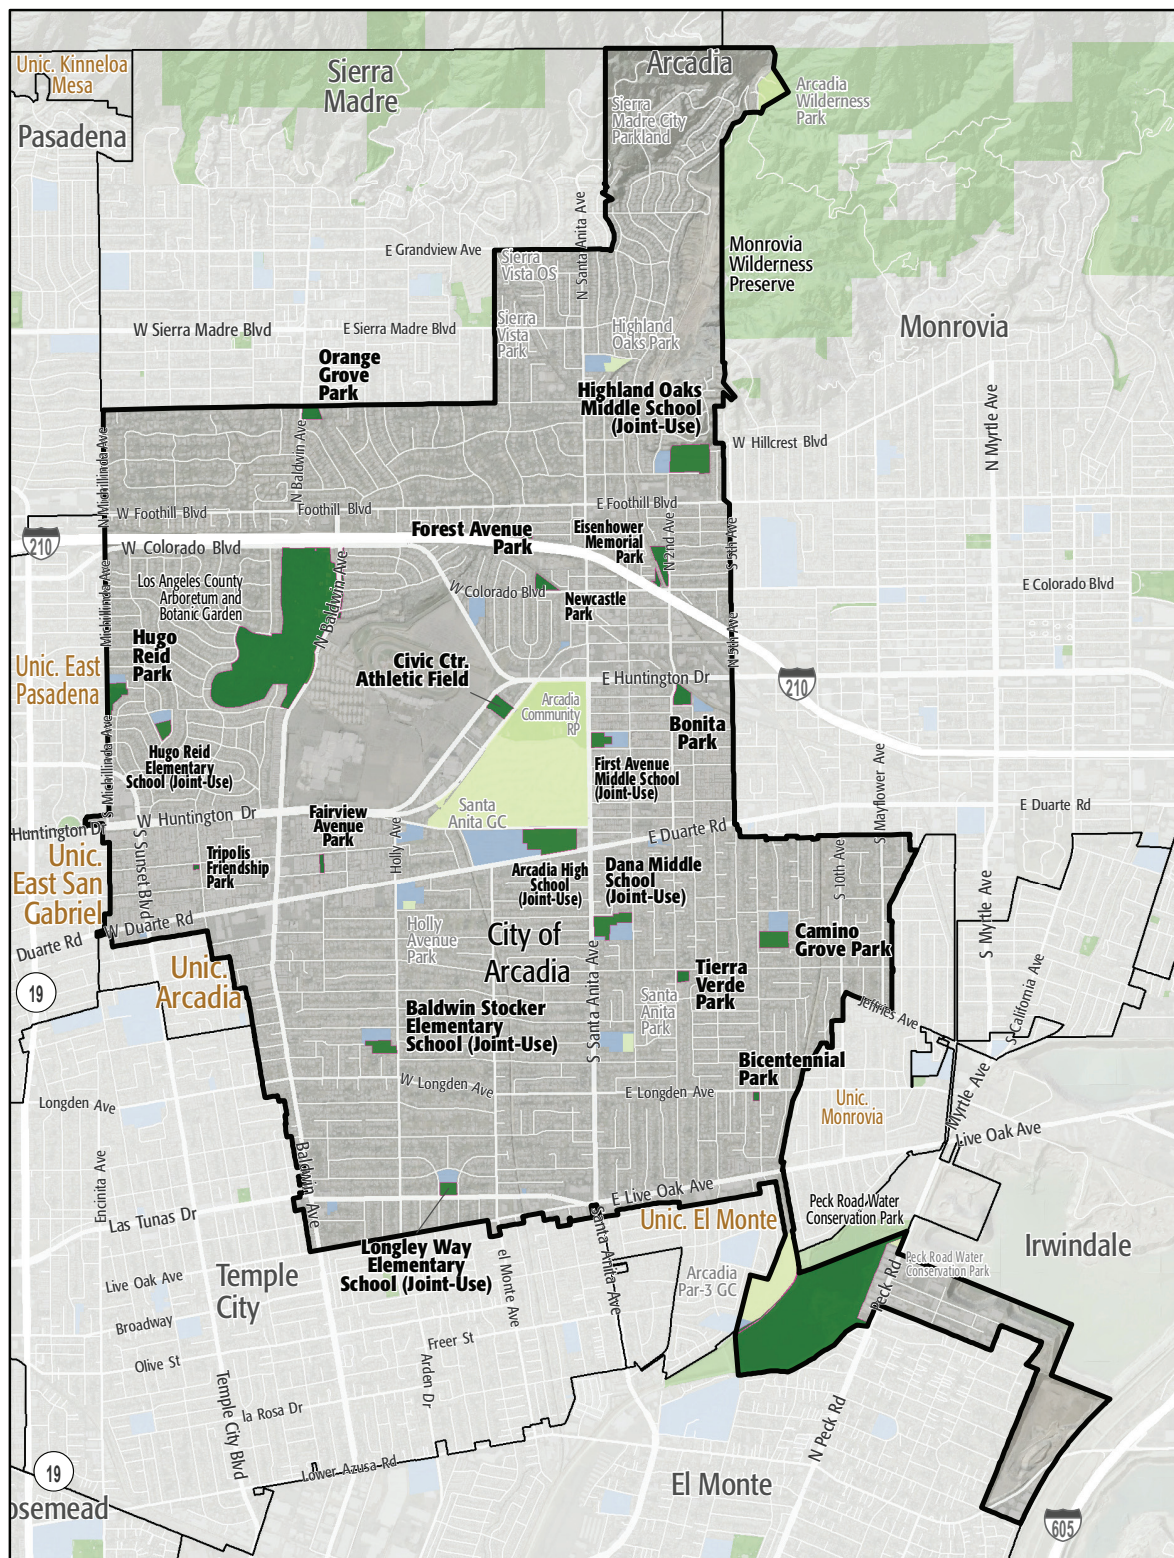 Unic. Kinneloa
Mesa
Pasadena
Sierra
Madre
Arcadia
Sierra
Madre City
Parkland
Arcadia
Wilderness
Park
E Grandview Ave
Sierra
Vista OS
N Santa Anita Ave
Monrovia
Wilderness
Preserve
Monrovia
W Sierra Madre Blvd
E Sierra Madre Blvd
Sierra
Vista
Park
Highland
Oaks Park
Orange
Grove
Park
Highland Oaks
Middle School
(Joint-Use)
W Hillcrest Blvd
N Myrtle Ave
N Michillinda Ave
N Baldwin Ave
W Foothill Blvd
Foothill Blvd
E Foothill Blvd
210
W Colorado Blvd
Forest Avenue
Park
Eisenhower
Memorial
Park
N 2nd Ave
S 5th Ave
Los Angeles County
Arboretum and
Botanic Garden
N Baldwin Ave
W Colorado Blvd
Newcastle
Park
E Colorado Blvd
Michillinda Ave
Hugo
Reid
Park
Unic. East
Pasadena
Civic Ctr.
Athletic Field
E Huntington Dr
N 5th Ave
210
Arcadia
Community
RP
Bonita
Park
S Michillinda Ave
Hugo Reid
Elementary
School (Joint-Use)
First Avenue
Middle School
(Joint-Use)
S Mayflower Ave
E Duarte Rd
Huntington Dr
W Huntington Dr
Fairview
Avenue
Park
Santa
Anita GC
Holly Ave
E Duarte Rd
Unic.
East San
Gabriel
S Sunset Blvd
Tripolis
Friendship
Park
Arcadia High
School
(Joint-Use)
Dana Middle
School
(Joint-Use)
S 10th Ave
S Myrtle Ave
Duarte Rd
W Duarte Rd
Holly
Avenue
Park
City of
Arcadia
Camino
Grove Park
19
Unic.
Arcadia
S Santa Anita Ave
Tierra
Verde
Park
Santa
Anita
Park
Jeffries Ave
S California Ave
Baldwin Stocker
Elementary
School (Joint-Use)
Bicentennial
Park
Longden Ave
W Longden Ave
E Longden Ave
Unic.
Monrovia
Myrtle Ave
Live Oak Ave
Encinita Ave
Baldwin Ave
Las Tunas Dr
E Live Oak Ave
Unic. El Monte
Peck Road Water
Conservation Park
Longley Way
Elementary
School (Joint-Use)
el Monte Ave
Santa Anita Ave
Arcadia
Par-3 GC
Peck Rd
Peck Road Water
Conservation Park
Irwindale
Live Oak Ave
Temple
City
Broadway
Olive St
Freer St
Arden Dr
Temple City Blvd
la Rosa Dr
N Peck Rd
19
Lower Azusa Rd
El Monte
osemead
605